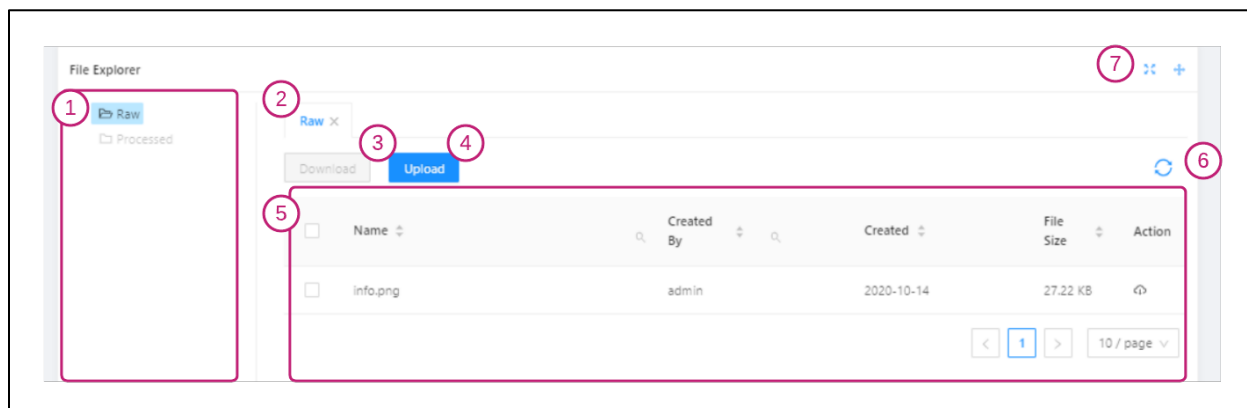 File Explorer
7
1
Raw
Processed
2
Raw
3
4
Download
Upload
6
5
Name
Created By
Created
File Size
Action
info.png
admin
2020-10-14
27.22 KB
1
10 / page